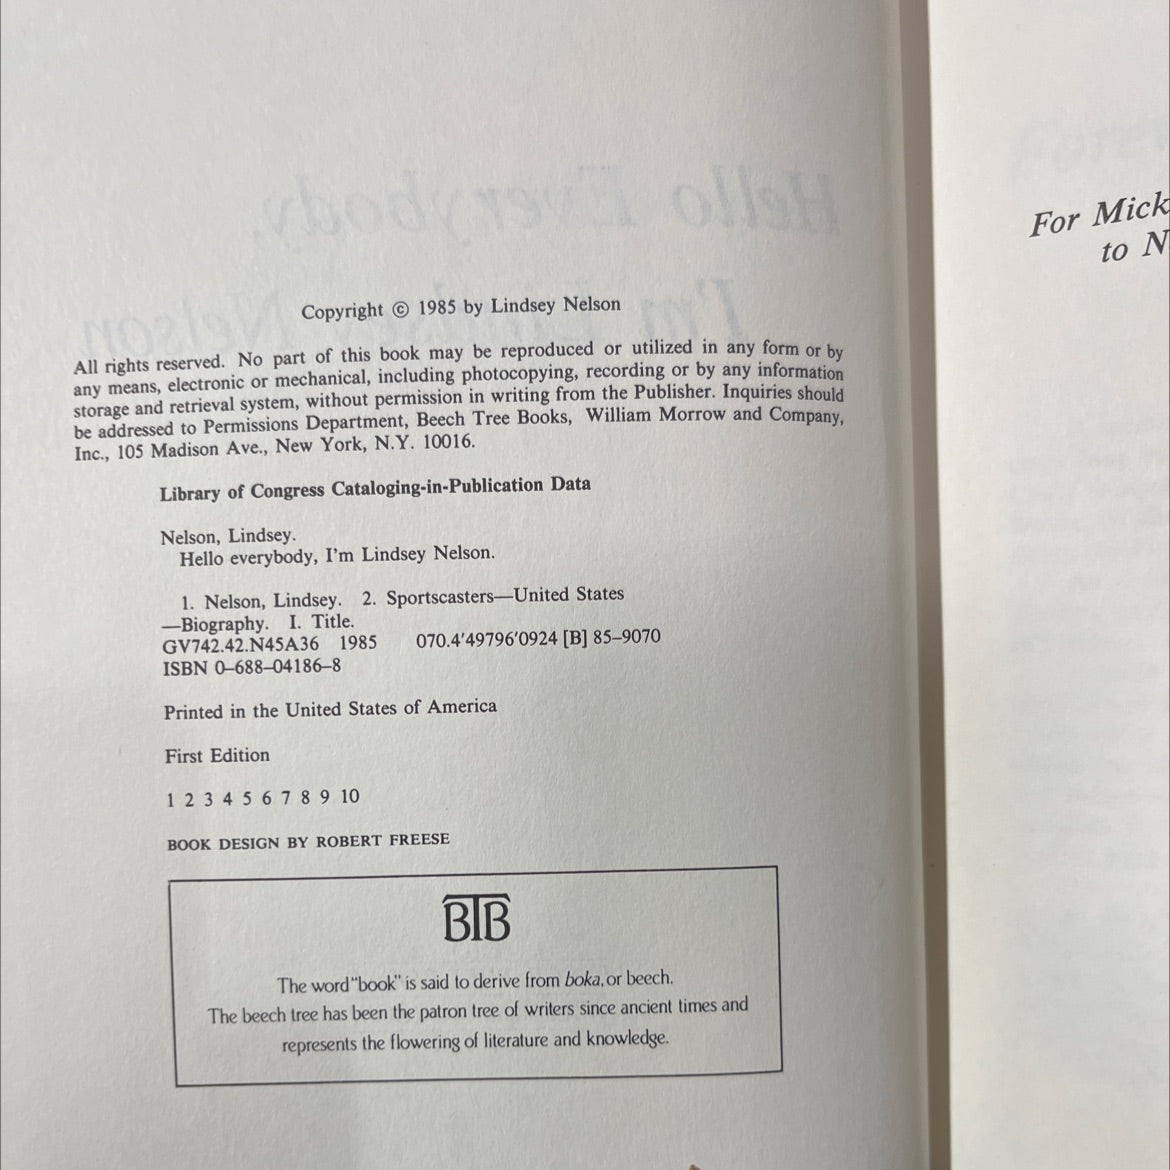 Copyright © 1985 by Lindsey Nelson
All rights reserved. No part of this book may be reproduced or utilized in any form or by
any means, electronic or mechanical, including photocopying, recording or by any information
storage and retrieval system, without permission in writing from the Publisher. Inquiries should
be addressed to Permissions Department, Beech Tree Books, William Morrow and Company,
Inc., 105 Madison Ave., New York, N.Y. 10016.
Library of Congress Cataloging-in-Publication Data
Nelson, Lindsey.
Hello everybody, I'm Lindsey Nelson.
1. Nelson, Lindsey. 2. Sportscasters—United States
—Biography. I. Title.
GV742.42.N45A36 1985 070.4'49796'0924 [B] 85–9070
ISBN 0–688–04186–8
Printed in the United States of America
First Edition
1 2 3 4 5 6 7 8 9 10
BOOK DESIGN BY ROBERT FREESE
BTB
The word "book" is said to derive from boka, or beech.
The beech tree has been the patron tree of writers since ancient times and
represents the flowering of literature and knowledge.
For Mick
to N